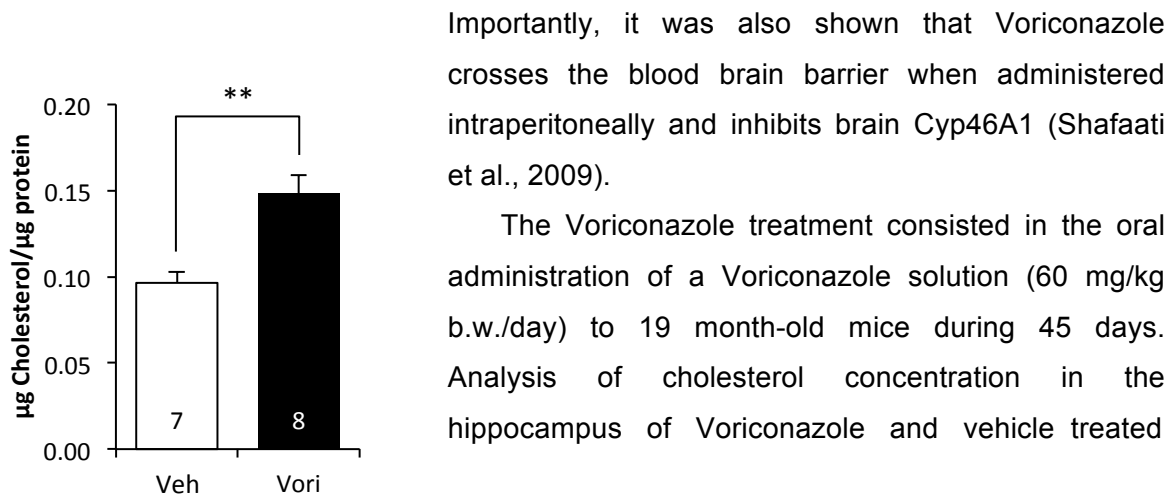 Importantly, it was also shown that Voriconazole
crosses the blood brain barrier when administered
intraperitoneally and inhibits brain Cyp46A1 (Shafaati
et al., 2009).
The Voriconazole treatment consisted in the oral
administration of a Voriconazole solution (60 mg/kg
b.w./day) to 19 month-old mice during 45 days.
Analysis of cholesterol concentration in the
hippocampus of Voriconazole and vehicle treated
µg Cholesterol/µg protein
**
0.20
0.15
0.10
0.05
0.00
7 8
Veh Vori